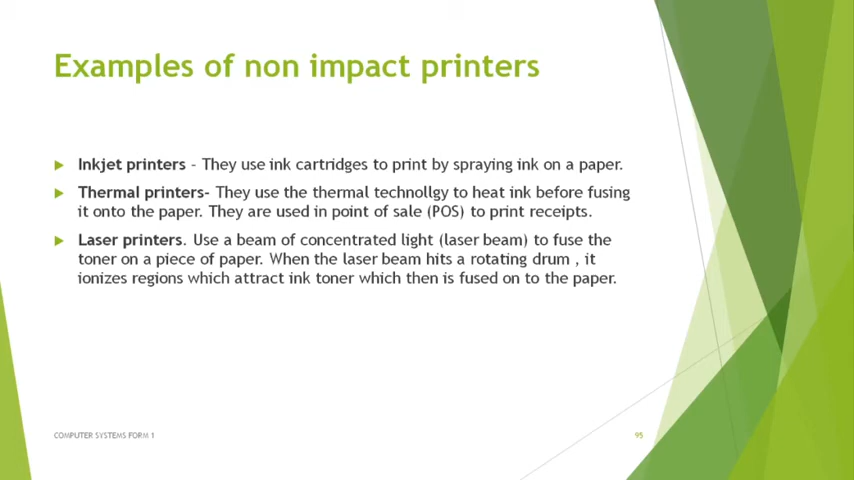 Examples of non impact printers
Inkjet printers - They use ink cartridges to print by spraying ink on a paper.
Thermal printers- They use the thermal technollgy to heat ink before fusing
it onto the paper. They are used in point of sale (POS) to print receipts.
Laser printers. Use a beam of concentrated light (laser beam) to fuse the
toner on a piece of paper. When the laser beam hits a rotating drum , it
ionizes regions which attract ink toner which then is fused on to the paper.
COMPUTER SYSTEMS FORM 1
95